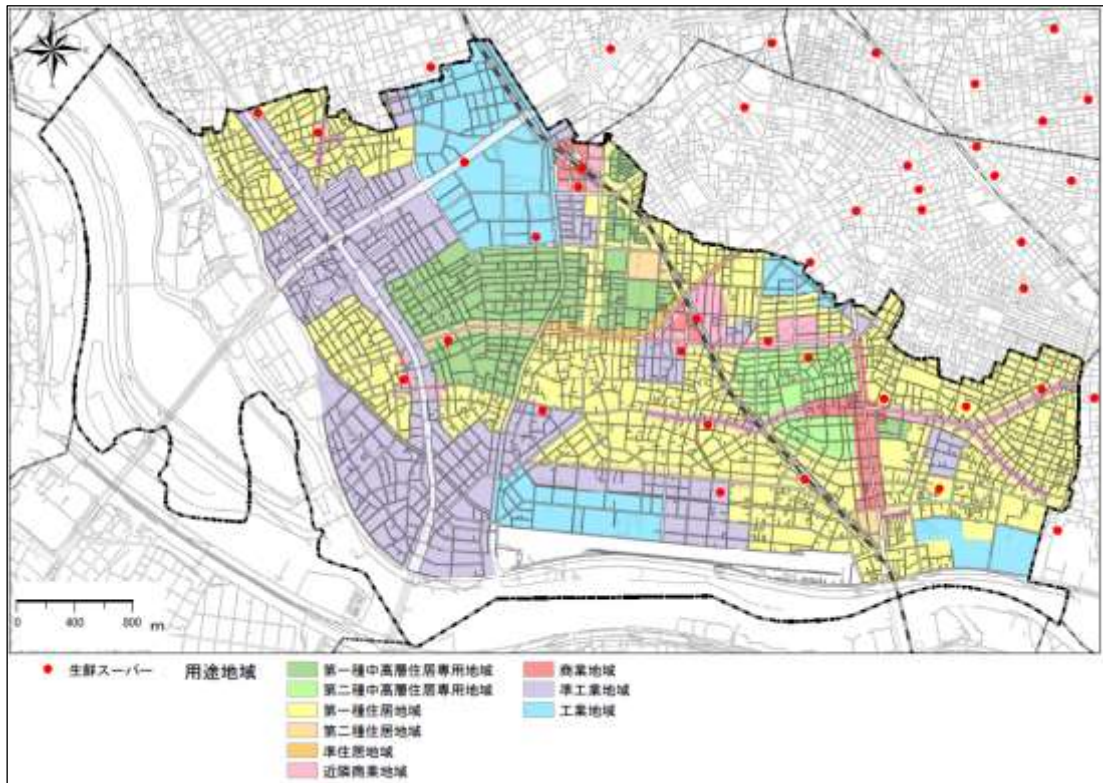 0 400 800 m
生鮮スーパー
用途地域
第一種中高層住居専用地域
第二種中高層住居専用地域
第一種住居地域
第二種住居地域
準住居地域
近隣商業地域
商業地域
準工業地域
工業地域